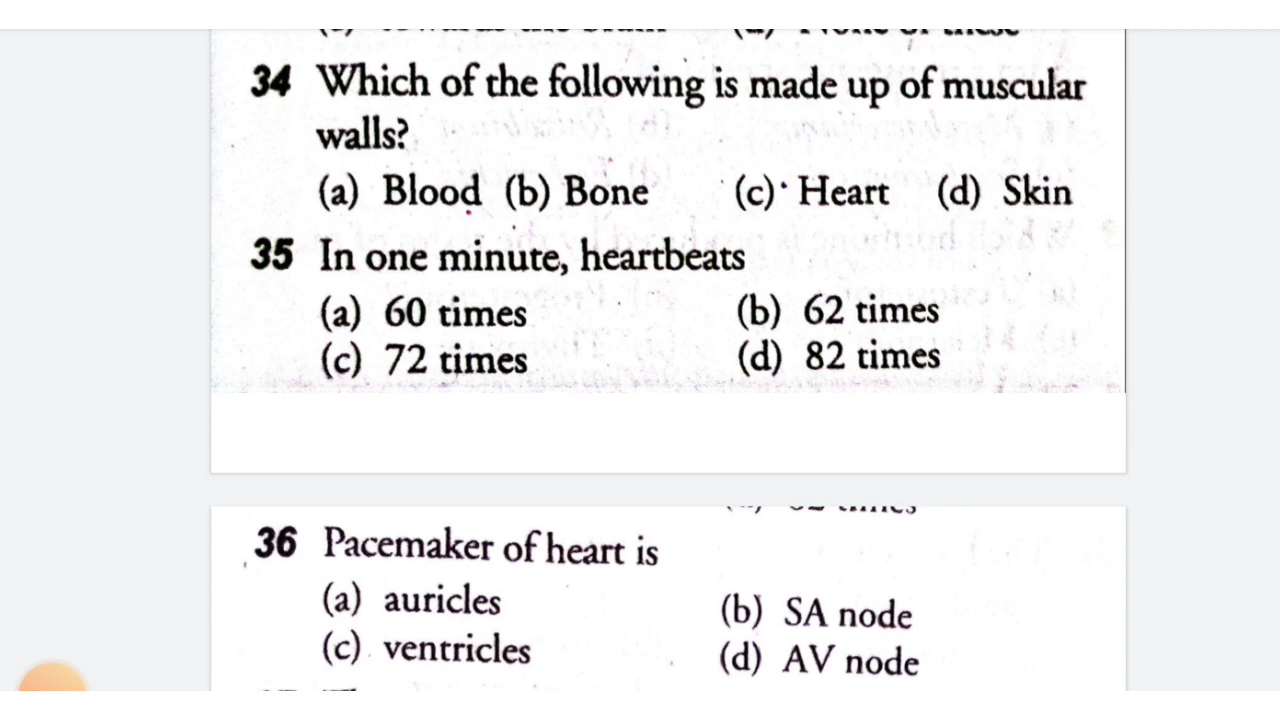 34 Which of the following is made up of muscular
walls?
(a) Blood (b) Bone (c) Heart (d) Skin
35 In one minute, heartbeats
(a) 60 times (b) 62 times
(c) 72 times (d) 82 times
36 Pacemaker of heart is
(a) auricles (b) SA node
(c) ventricles (d) AV node